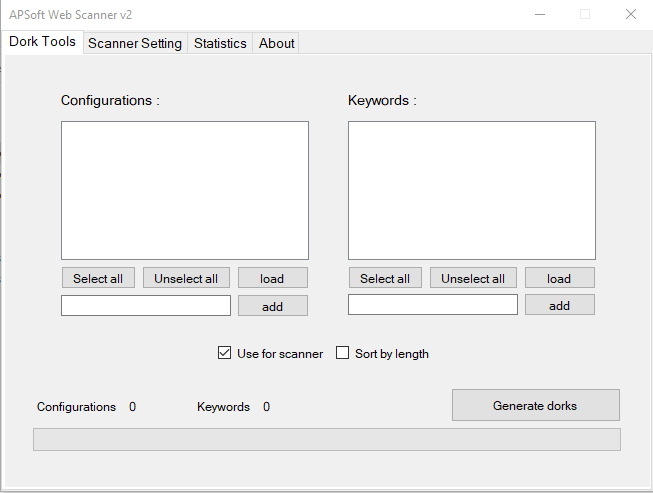 APSoft Web Scanner v2
Dork Tools Scanner Setting Statistics About
Configurations : Keywords :
Select all Unselect all load Select all Unselect all load
add add
Use for scanner Sort by length
Configurations 0 Keywords 0 Generate dorks